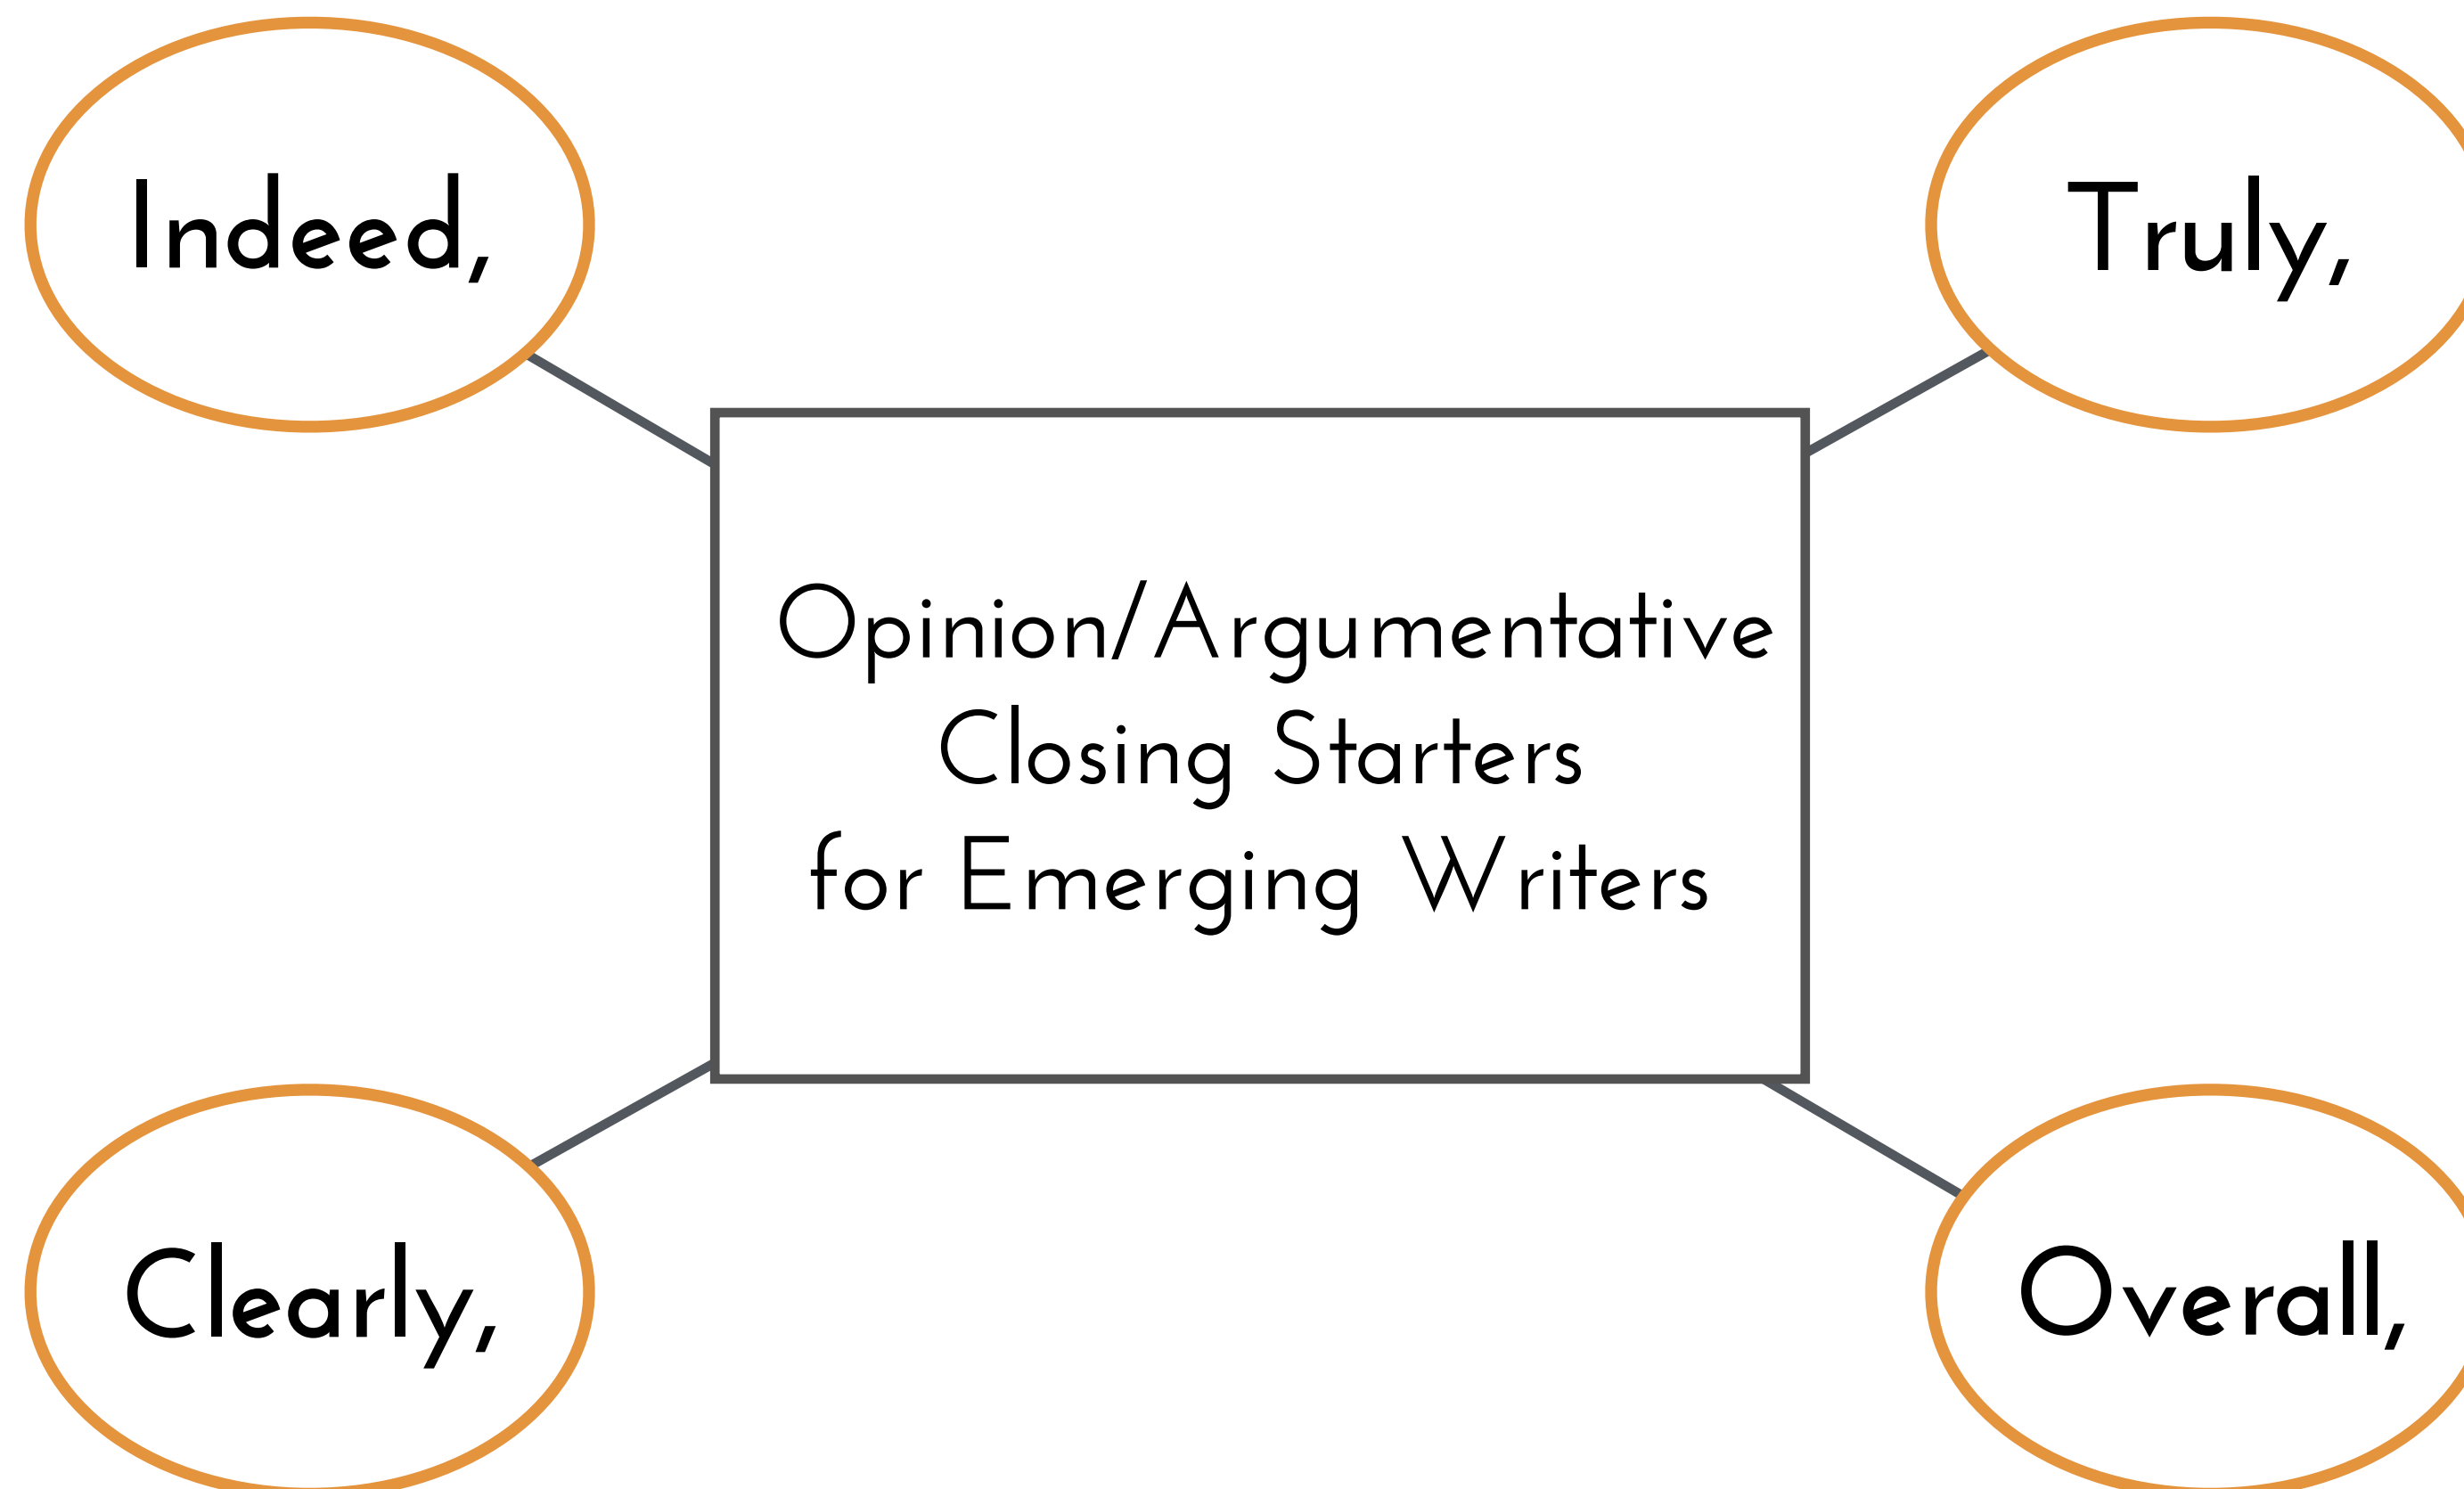 Indeed,
Truly,
Opinion/Argumentative
Closing Starters
for Emerging Writers
Clearly,
Overall,